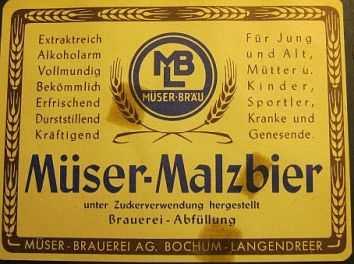 Extraktreich
Alkoholarm
Vollmundig
Bekömmlich
Erfrischend
Durststillend
Kräftigend
MLB
MÜSER-BRÄU
Für Jung
und Alt,
Mütter u.
Kinder,
Sportler,
Kranke und
Genesende.
Müser-Malzbier
unter Zuckerverwendung hergestellt
Brauerei-Abfüllung
MÜSER-BRAUEREI AG. BOCHUM-LANGENDREER